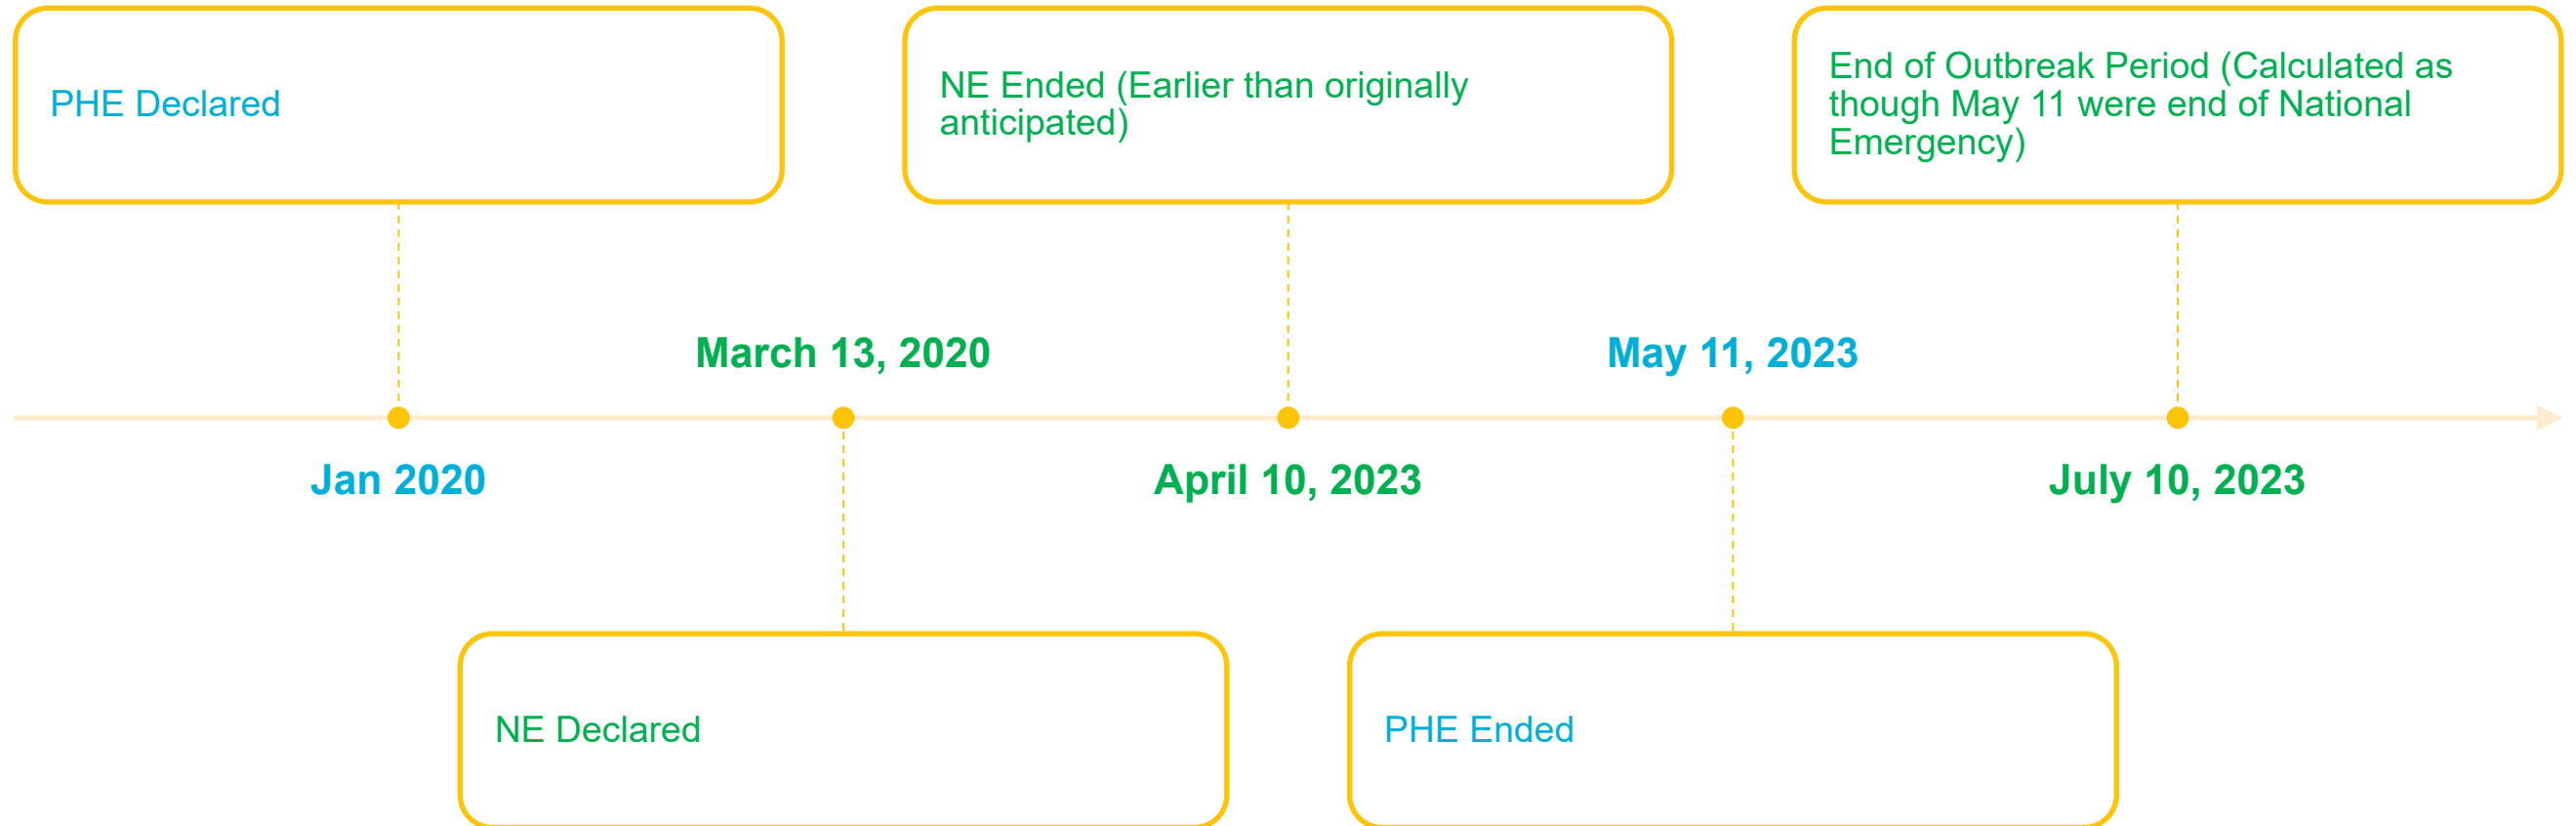 PHE Declared
NE Ended (Earlier than originally
anticipated)
End of Outbreak Period (Calculated as
though May 11 were end of National
Emergency)
March 13, 2020
May 11, 2023
Jan 2020
April 10, 2023
July 10, 2023
NE Declared
PHE Ended